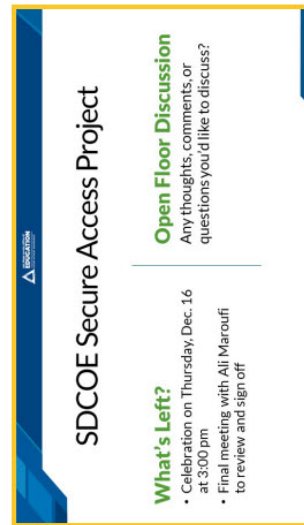 EDUCATION
SDCOE Secure Access Project
What's Left?
• Celebration on Thursday, Dec. 16
at 3:00 pm
• Final meeting with Ali Maroufi
to review and sign off
Open Floor Discussion
Any thoughts, comments, or
questions you'd like to discuss?